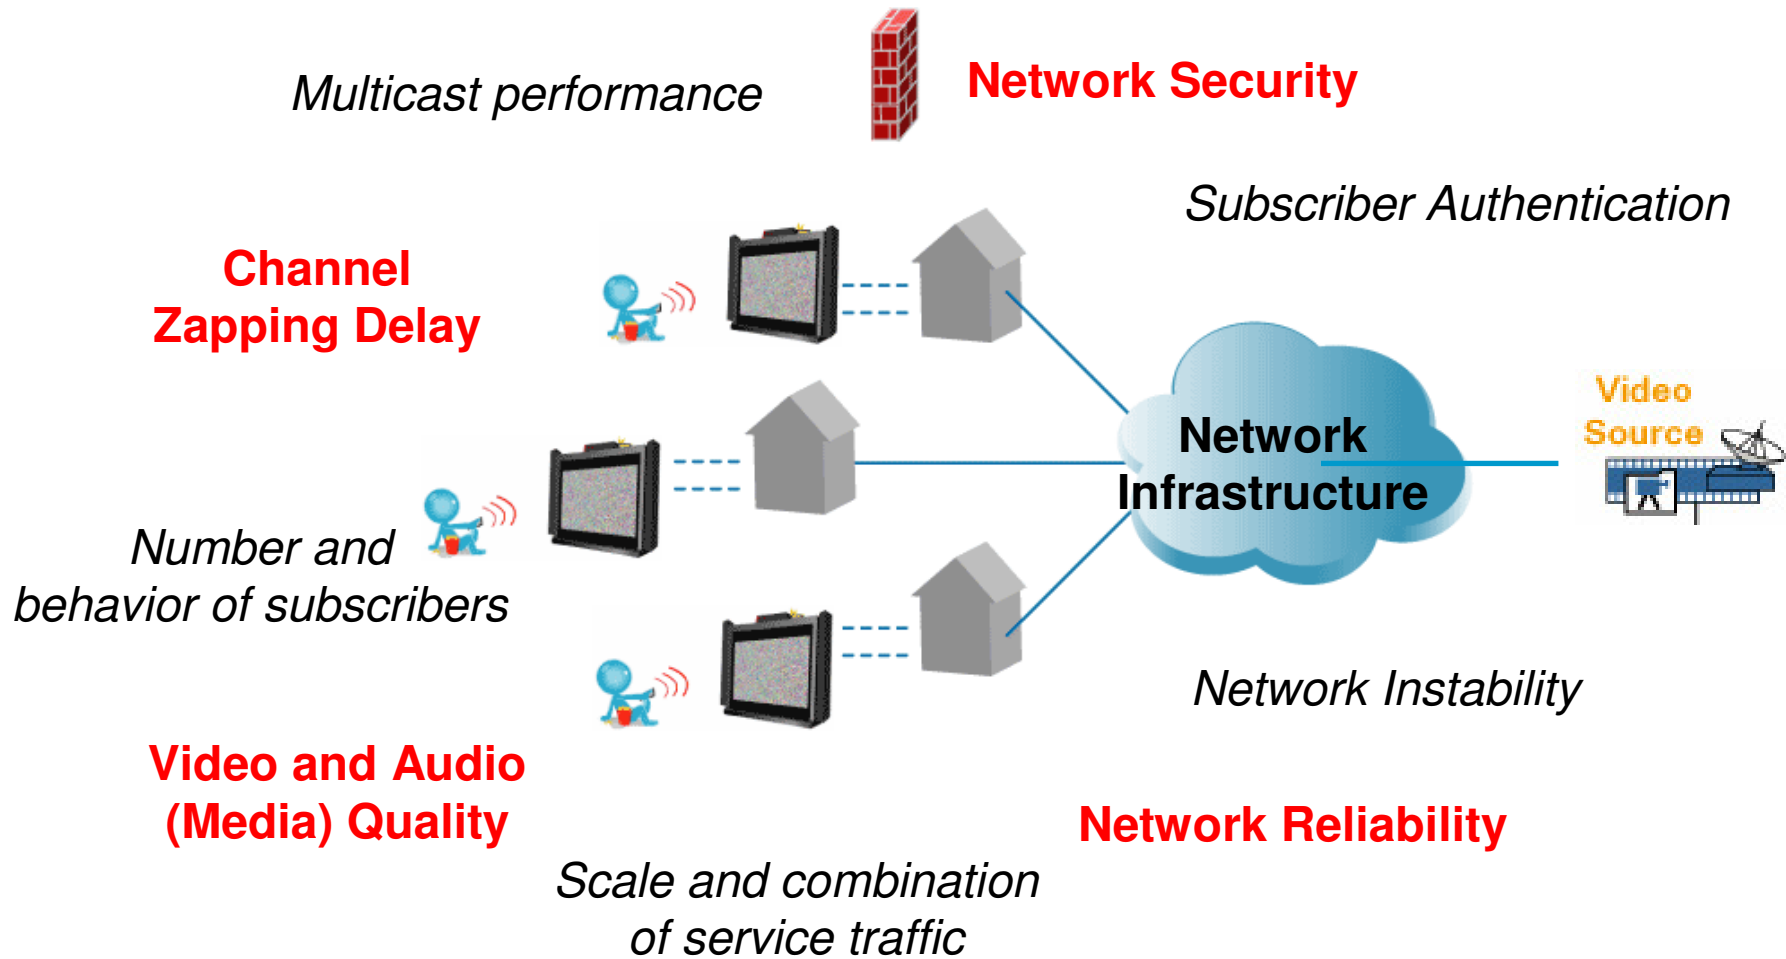 Multicast performance
Network Security
Subscriber Authentication
Channel
Zapping Delay
Video
Source
Network
Infrastructure
Number and
behavior of subscribers
Network Instability
Video and Audio
(Media) Quality
Network Reliability
Scale and combination
of service traffic